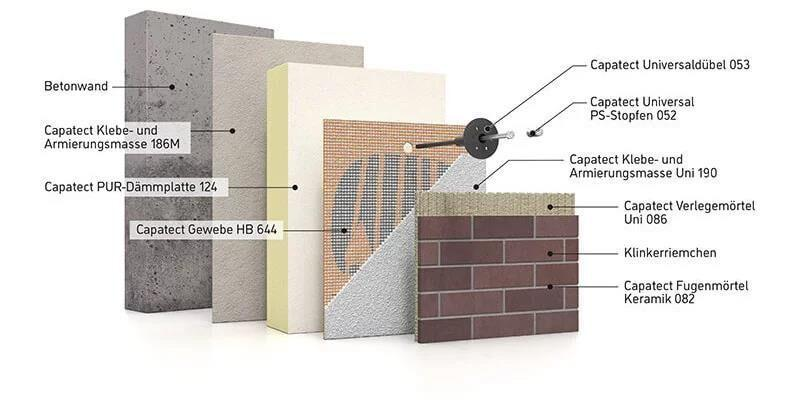 Betonwand
Capatect Klebe- und
Armierungsmasse 186M
Capatect PUR-Dämmplatte 124
Capatect Gewebe HB 644
Capatect Universaldübel 053
Capatect Universal
PS-Stopfen 052
Capatect Klebe- und
Armierungsmasse Uni 190
Capatect Verlegemörtel
Uni 086
Klinkerriemchen
Capatect Fugenmörtel
Keramik 082